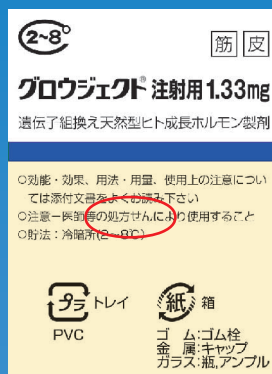 2~8°
筋 皮
グロウジェクト® 注射用1.33mg
遺伝子組換え天然型ヒト成長ホルモン製剤
○効能・効果、用法・用量、使用上の注意につい
ては添付文書をよくお読み下さい
○注意ー医師等の処方せんにより使用すること
○貯法：冷暗所(2~8℃)
プラ トレイ
PVC
紙 箱
ゴム:ゴム栓
金属:キャップ
ガラス:瓶,アンプル